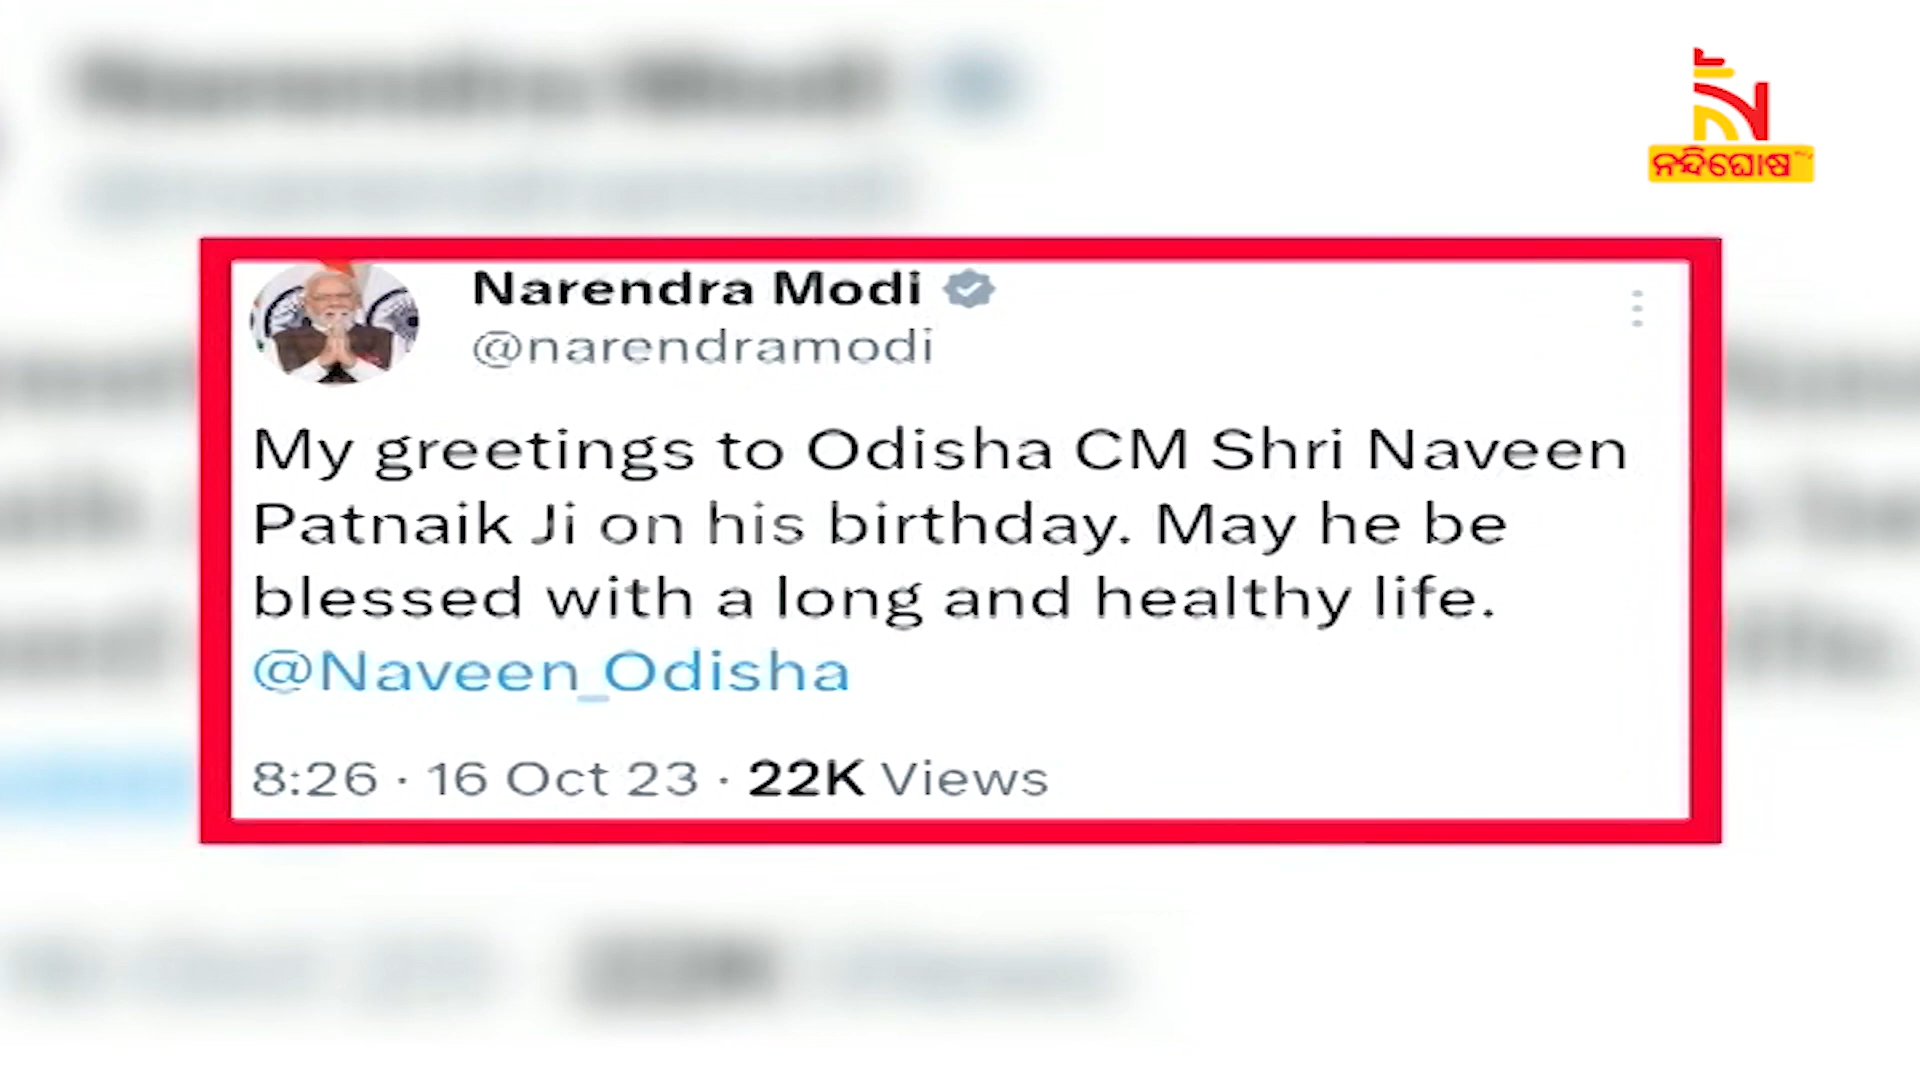 ନନ୍ଦିଘୋଷ
Narendra Modi
@narendramodi
My greetings to Odisha CM Shri Naveen
Patnaik Ji on his birthday. May he be
blessed with a long and healthy life.
@Naveen_Odisha
8:26 · 16 Oct 23 · 22K Views